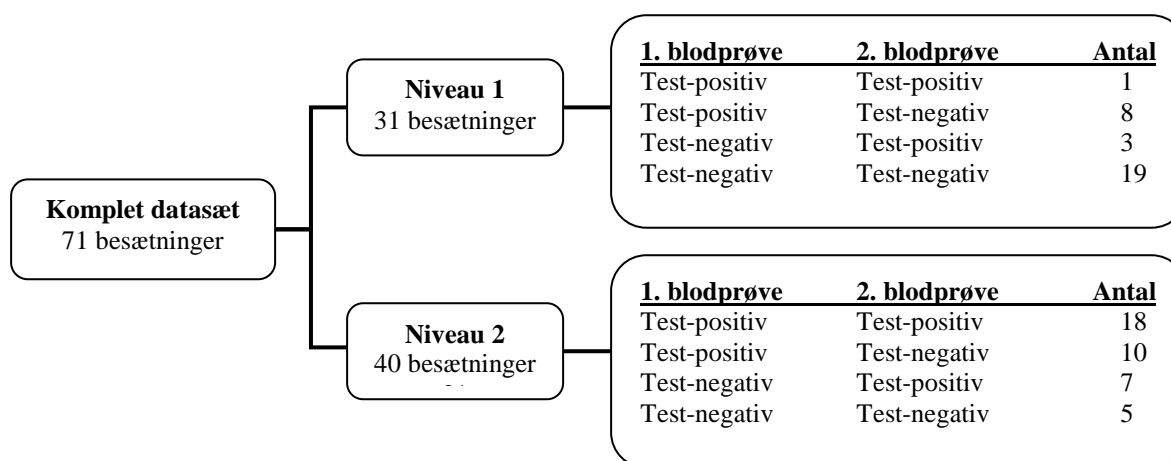 Komplet datasæt
71 besætninger
Niveau 1
31 besætninger
1. blodprøve 2. blodprøve Antal
Test-positiv Test-positiv 1
Test-positiv Test-negativ 8
Test-negativ Test-positiv 3
Test-negativ Test-negativ 19
Niveau 2
40 besætninger
1. blodprøve 2. blodprøve Antal
Test-positiv Test-positiv 18
Test-positiv Test-negativ 10
Test-negativ Test-positiv 7
Test-negativ Test-negativ 5